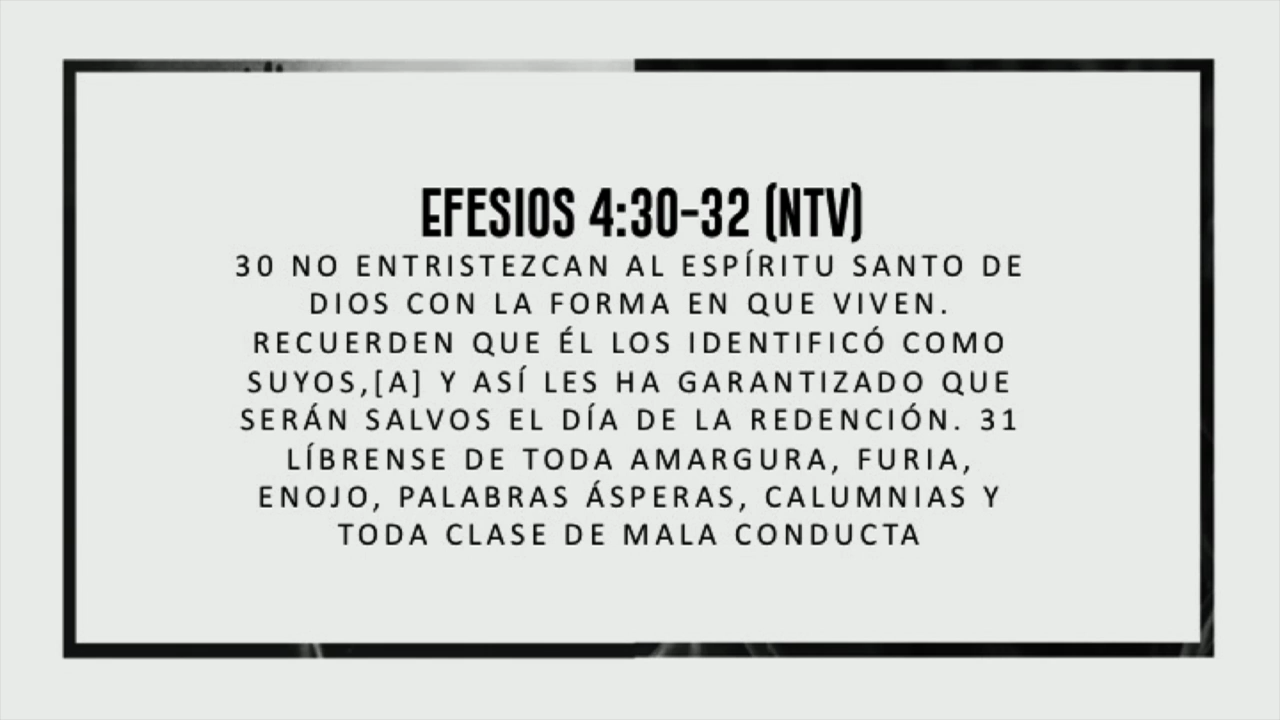 EFESIOS 4:30-32 (NTV)
30 NO ENTRISTEZCAN AL ESPÍRITU SANTO DE
DIOS CON LA FORMA EN QUE VIVEN.
RECUERDEN QUE ÉL LOS IDENTIFICÓ COMO
SUYOS,[A] Y ASÍ LES HA GARANTIZADO QUE
SERÁN SALVOS EL DÍA DE LA REDENCIÓN. 31
LÍBRENSE DE TODA AMARGURA, FURIA,
ENOJO, PALABRAS ÁSPERAS, CALUMNIAS Y
TODA CLASE DE MALA CONDUCTA